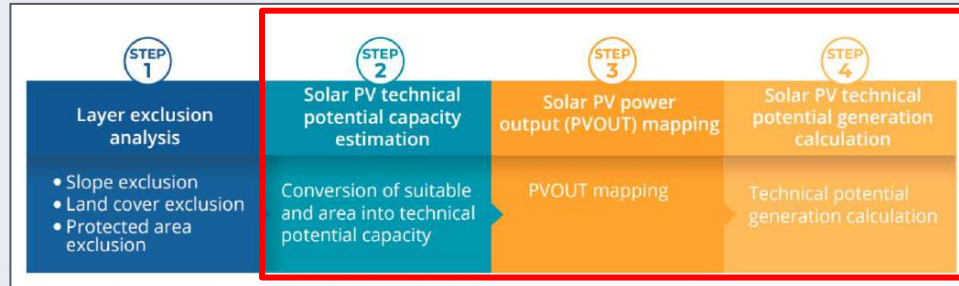 STEP
1
Layer exclusion
analysis
• Slope exclusion
• Land cover exclusion
• Protected area
exclusion
STEP
2
Solar PV technical
potential capacity
estimation
Conversion of suitable
and area into technical
potential capacity
STEP
3
Solar PV power
output (PVOUT) mapping
PVOUT mapping
STEP
4
Solar PV technical
potential generation
calculation
Technical potential
generation calculation